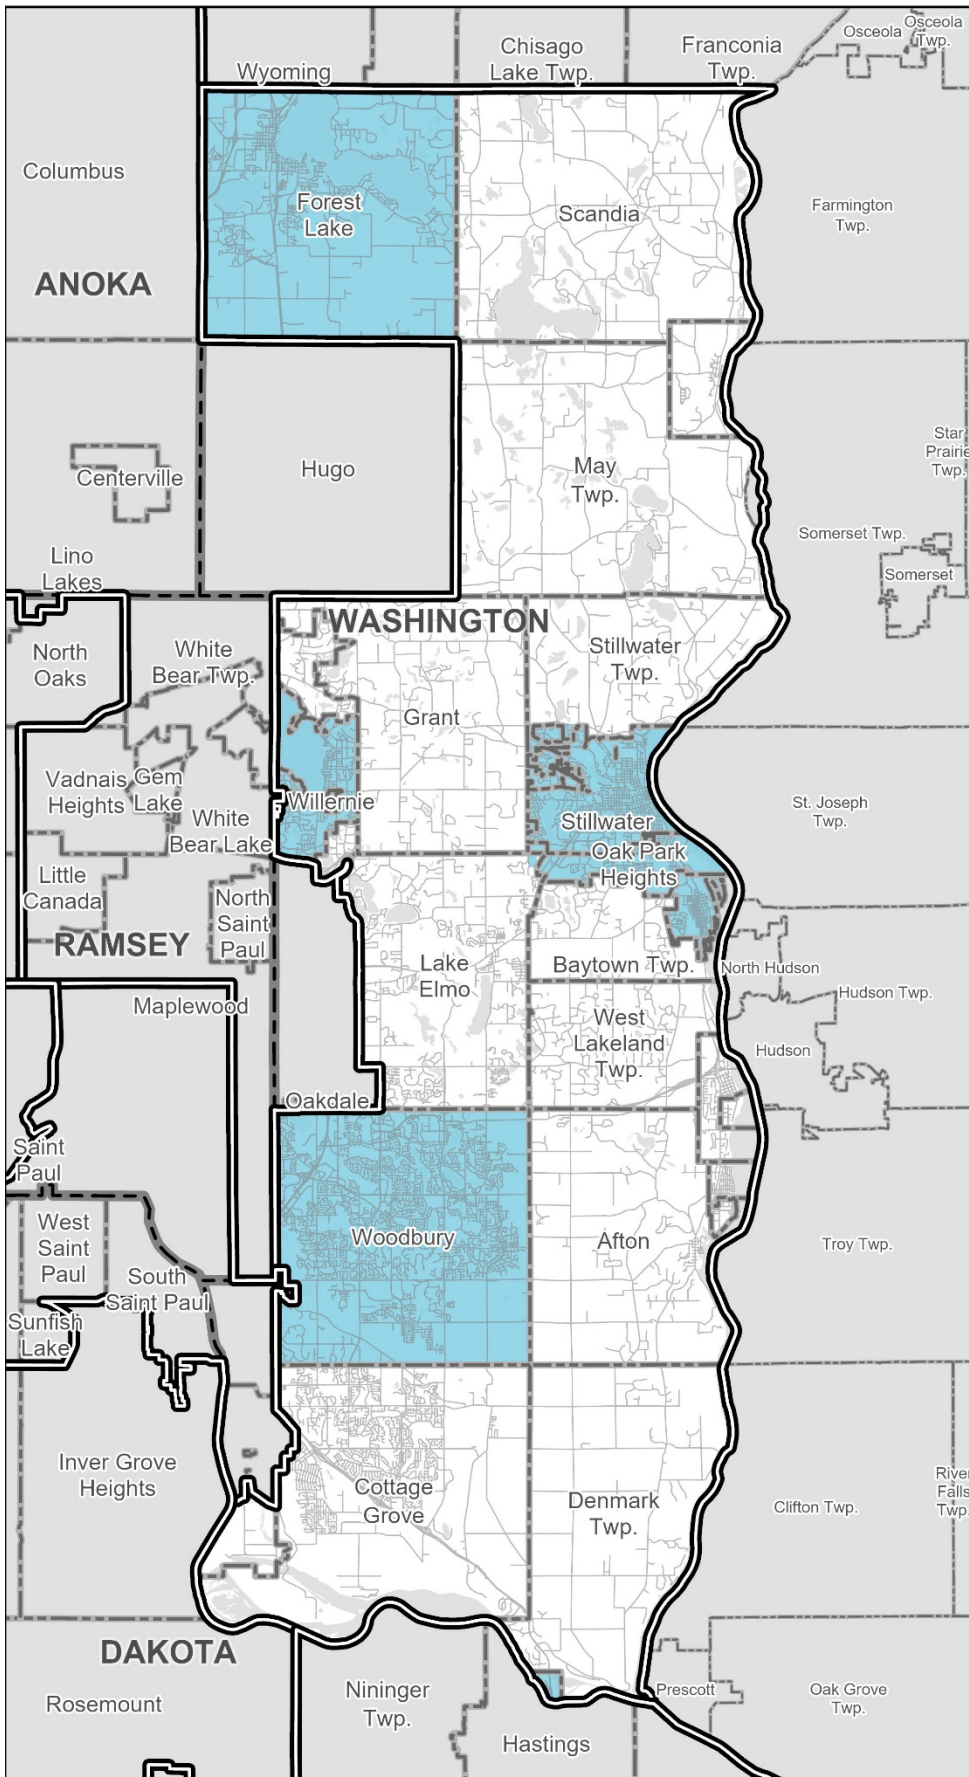 Osceola
Osceola
Twp.
Wyoming
Chisago
Lake Twp.
Franconia
Twp.
Columbus
Forest
Lake
Scandia
Farmington
Twp.
ANOKA
Centerville
Hugo
May
Twp.
Star
Prairie
Twp.
Somerset Twp.
Somerset
Lino
Lakes
WASHINGTON
North
Oaks
White
Bear Twp.
Stillwater
Twp.
Grant
Vadnais
Heights
Gem
Lake
White
Bear Lake
Willernie
Stillwater
Oak Park
Heights
St. Joseph
Twp.
Little
Canada
North
Saint
Paul
RAMSEY
Lake
Elmo
Baytown Twp.
North Hudson
Hudson Twp.
Maplewood
West
Lakeland
Twp.
Hudson
Oakdale
Saint
Paul
West
Saint
Paul
Woodbury
Afton
Troy Twp.
South
Saint Paul
Sunfish
Lake
Inver Grove
Heights
Cottage
Grove
Denmark
Twp.
Clifton Twp.
River
Falls
Twp.
DAKOTA
Rosemount
Nininger
Twp.
Hastings
Prescott
Oak Grove
Twp.